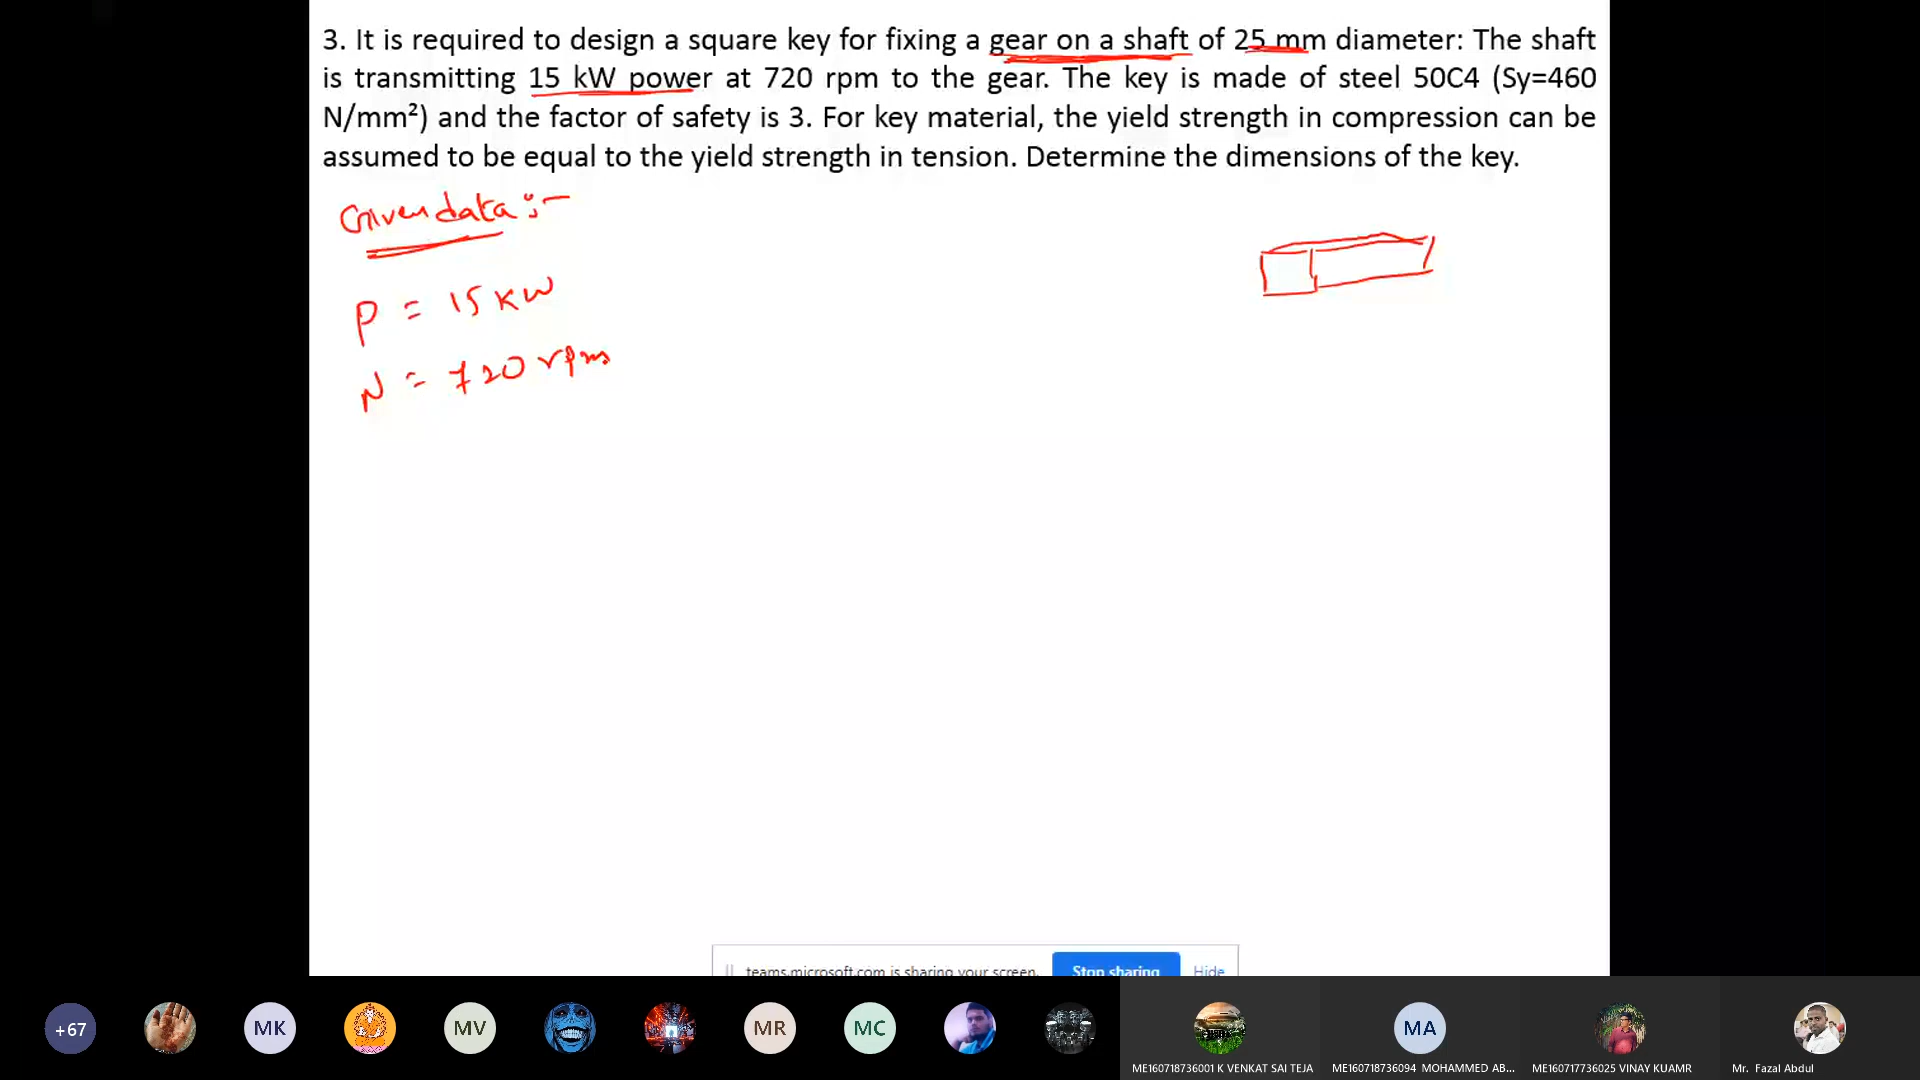 3. It is required to design a square key for fixing a gear on a shaft of 25 mm diameter: The shaft
is transmitting 15 kW power at 720 rpm to the gear. The key is made of steel 50C4 (Sy=460
N/mm²) and the factor of safety is 3. For key material, the yield strength in compression can be
assumed to be equal to the yield strength in tension. Determine the dimensions of the key.
Given data :-
P = 15 KW
N = 720 rpm
teams.microsoft.com is sharing your screen. Stop sharing Hide
+67 MK MV MR MC MA
ME160718736001 K VENKAT SAI TEJA ME160718736094 MOHAMMED AB... ME160717736025 VINAY KUAMR Mr. Fazal Abdul